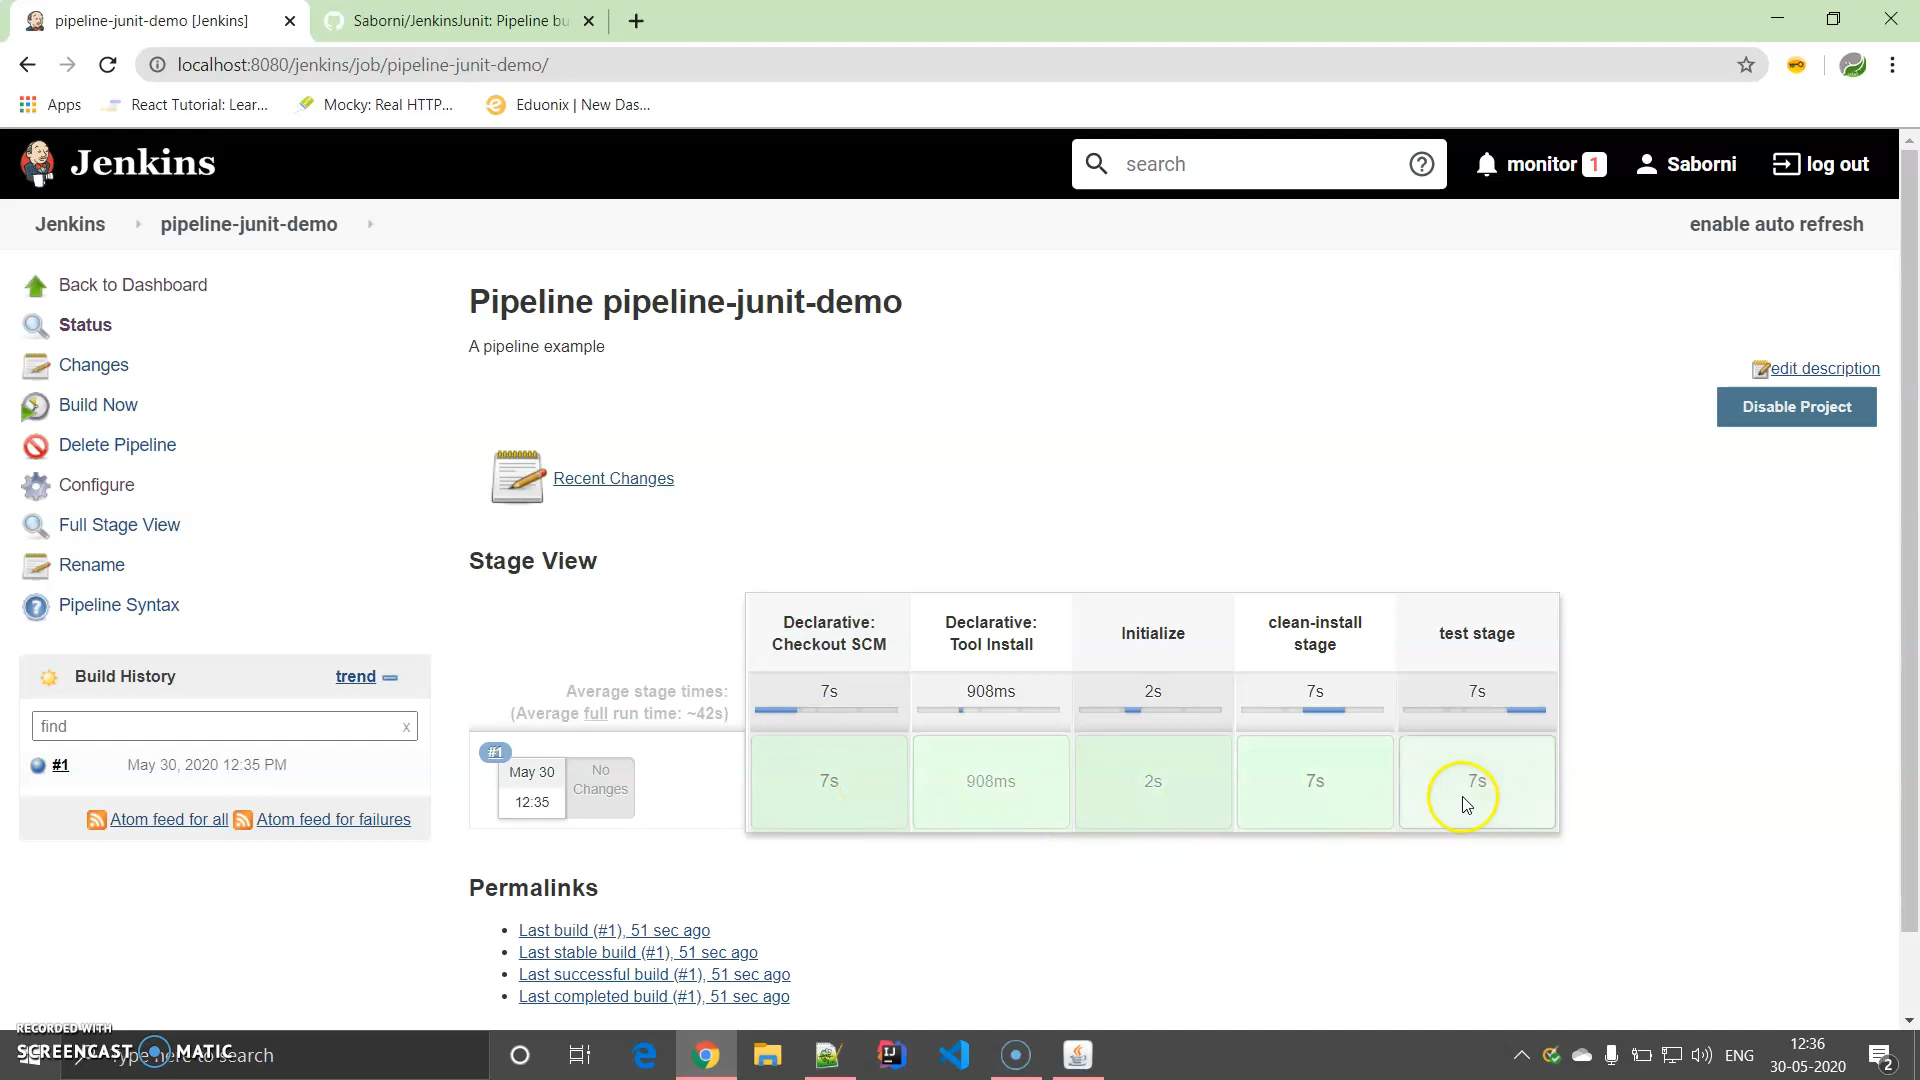 pipeline-junit-demo [Jenkins]
Saborni/JenkinsJunit: Pipeline bu
localhost:8080/jenkins/job/pipeline-junit-demo/
Apps
React Tutorial: Lear...
Mocky: Real HTTP...
Eduonix | New Das...
Jenkins
search
monitor 1
Saborni
log out
Jenkins
pipeline-junit-demo
enable auto refresh
Back to Dashboard
Status
Changes
Build Now
Delete Pipeline
Configure
Full Stage View
Rename
Pipeline Syntax
Build History
trend
find
x
#1
May 30, 2020 12:35 PM
Atom feed for all
Atom feed for failures
Pipeline pipeline-junit-demo
A pipeline example
edit description
Disable Project
Recent Changes
Stage View
Declarative:
Checkout SCM
Declarative:
Tool Install
Initialize
clean-install
stage
test stage
Average stage times:
(Average full run time: ~42s)
7s
908ms
2s
7s
7s
#1
May 30
12:35
No
Changes
7s
908ms
2s
7s
7s
Permalinks
Last build (#1), 51 sec ago
Last stable build (#1), 51 sec ago
Last successful build (#1), 51 sec ago
Last completed build (#1), 51 sec ago
RECORDED WITH
SCREENCAST MATIC
Type here to search
ENG
12:36
30-05-2020
2